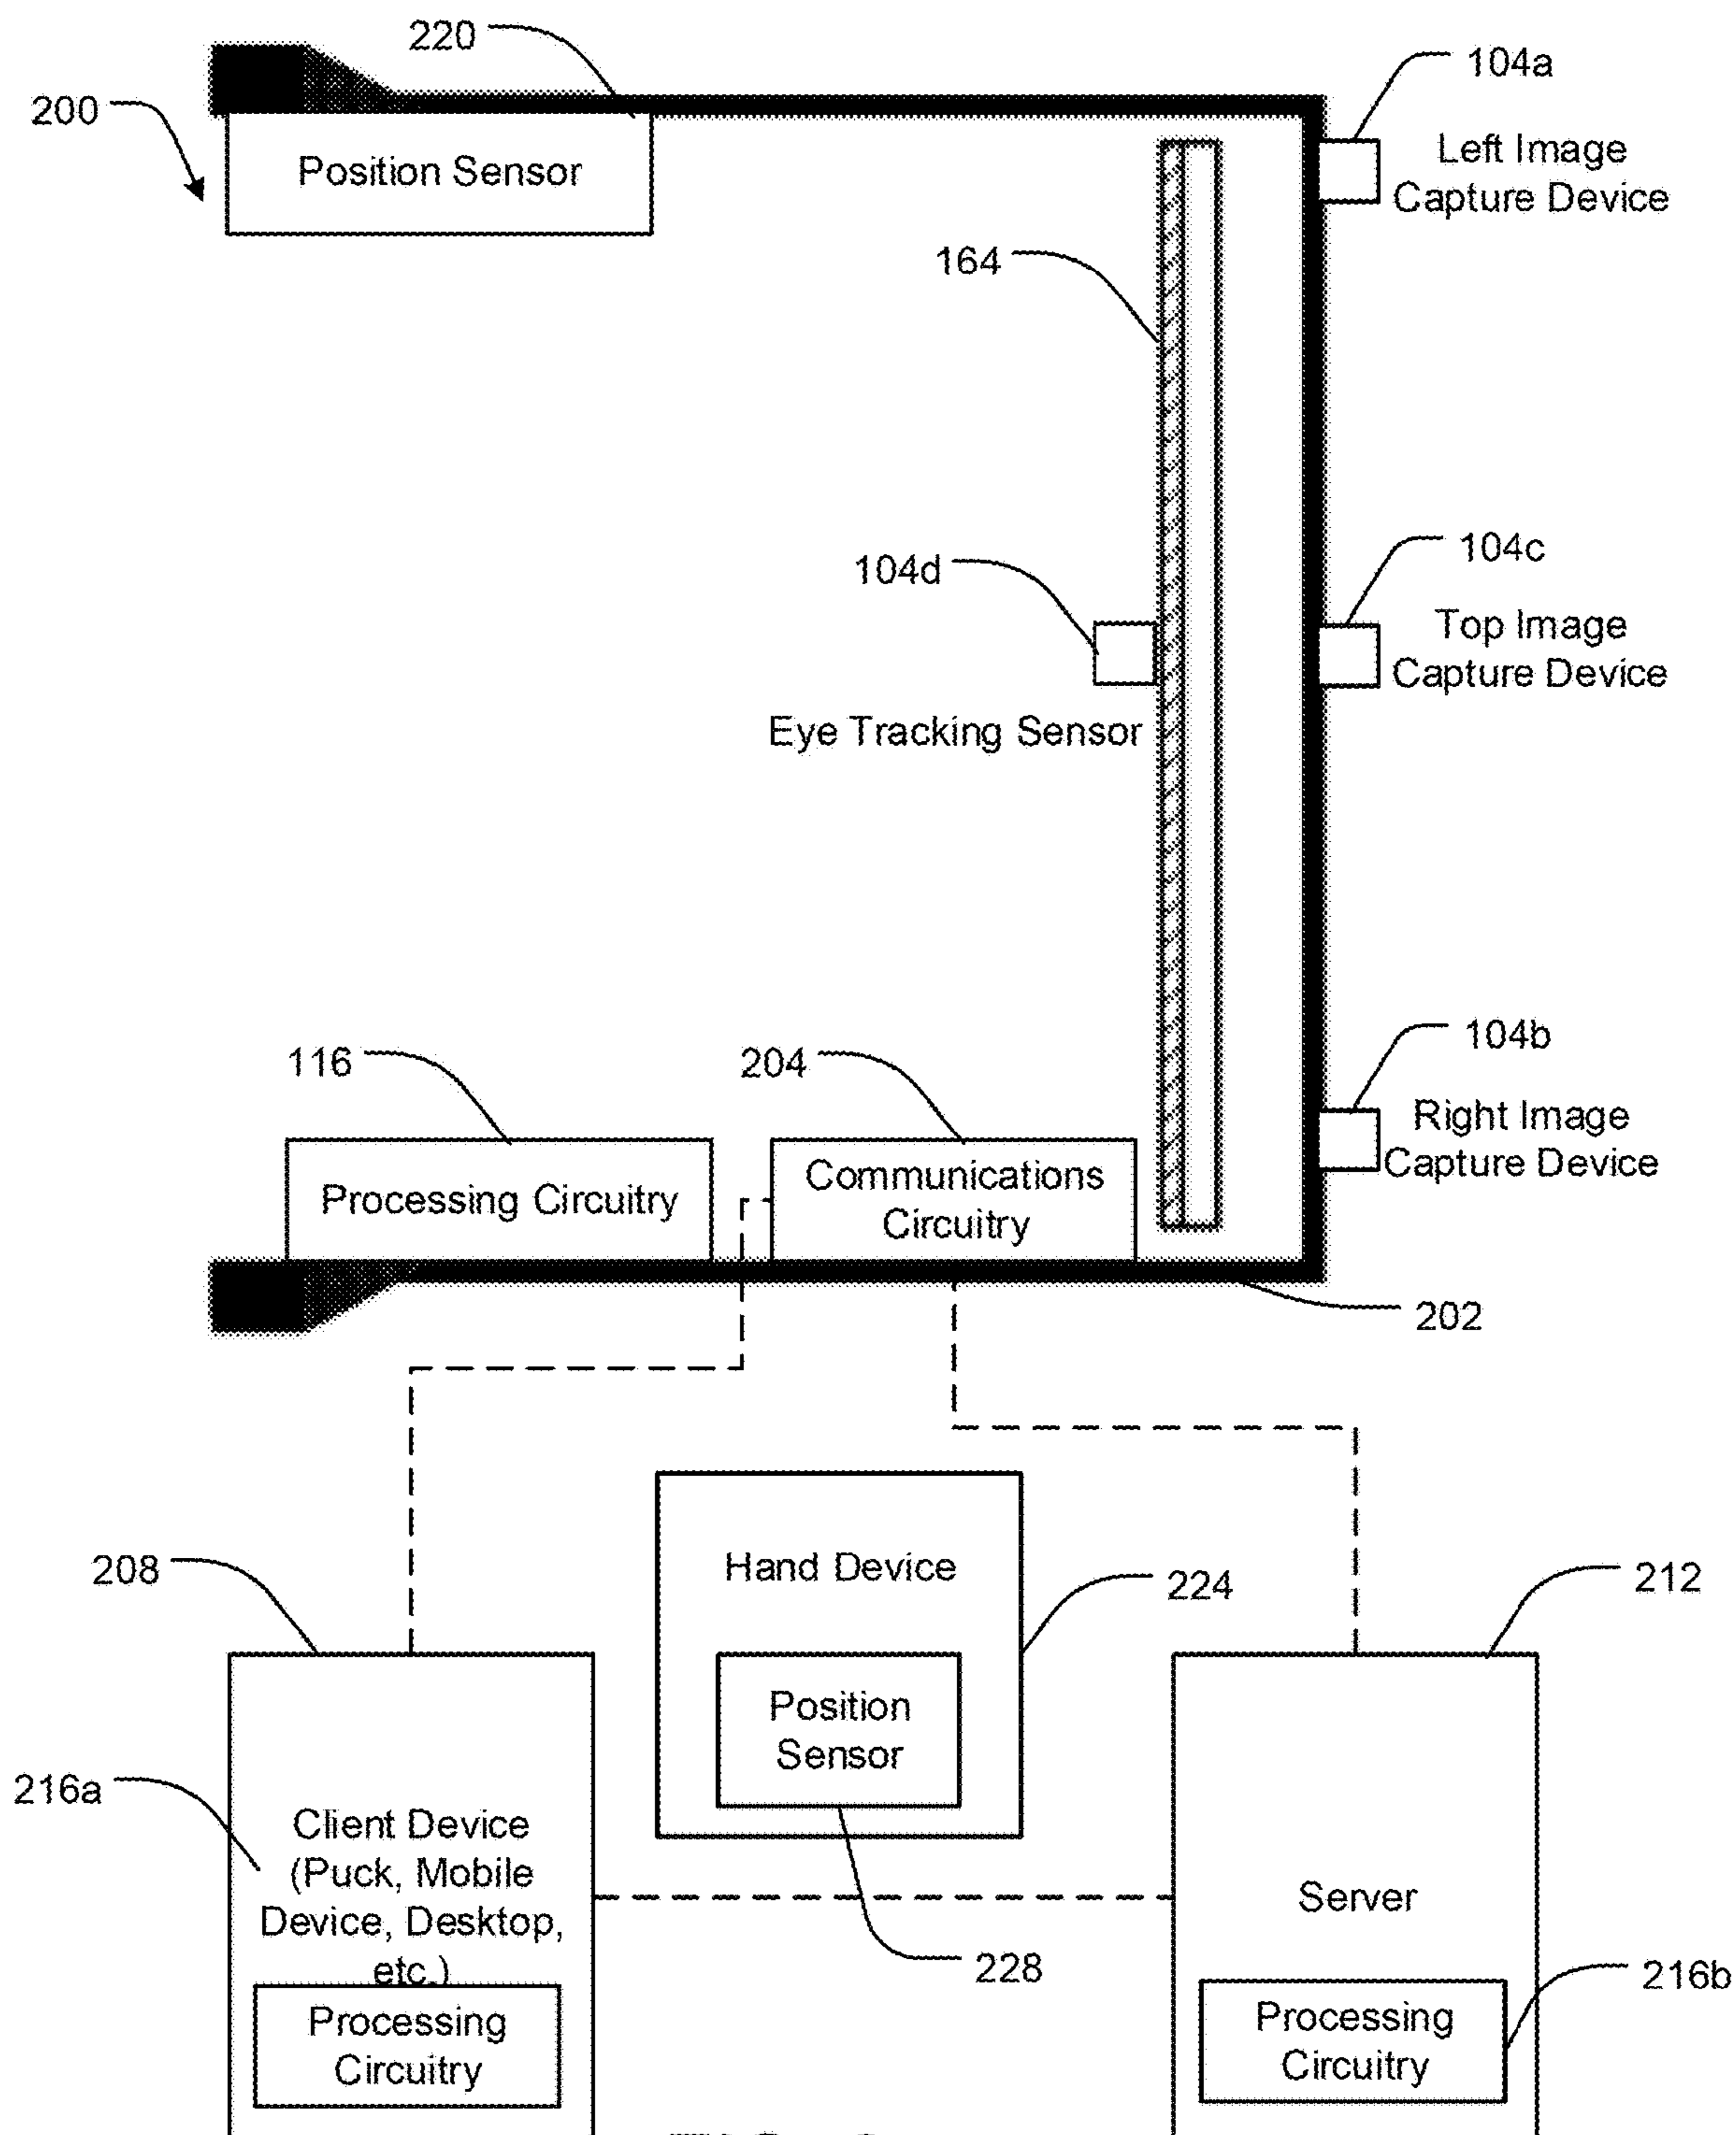 220
104a
200
Left Image
Capture Device
Position Sensor
164
104c
104d
Top Image
Capture Device
Eye Tracking Sensor
104b
116
204
Right Image
Capture Device
Processing Circuitry
Communications
Circuitry
202
208
Hand Device
224
212
Position
Sensor
216a
Client Device
(Puck, Mobile
Device, Desktop,
etc.)
Server
228
216b
Processing
Circuitry
Processing
Circuitry